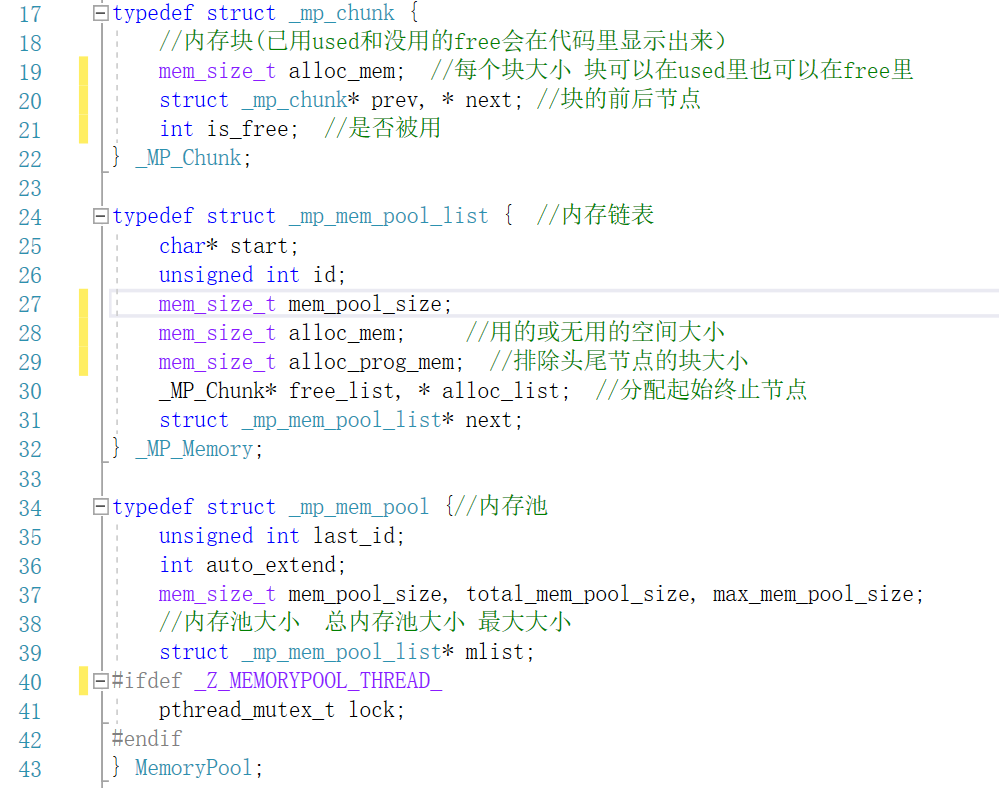 17 typedef struct _mp_chunk {
18 //内存块(已用used和没用的free会在代码里显示出来）
19 mem_size_t alloc_mem; //每个块大小 块可以在used里也可以在free里
20 struct _mp_chunk* prev, * next; //块的前后节点
21 int is_free; //是否被用
22 } _MP_Chunk;
23
24 typedef struct _mp_mem_pool_list { //内存链表
25 char* start;
26 unsigned int id;
27 mem_size_t mem_pool_size;
28 mem_size_t alloc_mem; //用的或无用的空间大小
29 mem_size_t alloc_prog_mem; //排除头尾节点的块大小
30 _MP_Chunk* free_list, * alloc_list; //分配起始终止节点
31 struct _mp_mem_pool_list* next;
32 } _MP_Memory;
33
34 typedef struct _mp_mem_pool {//内存池
35 unsigned int last_id;
36 int auto_extend;
37 mem_size_t mem_pool_size, total_mem_pool_size, max_mem_pool_size;
38 //内存池大小 总内存池大小 最大大小
39 struct _mp_mem_pool_list* mlist;
40 #ifdef _Z_MEMORYPOOL_THREAD_
41 pthread_mutex_t lock;
42 #endif
43 } MemoryPool;